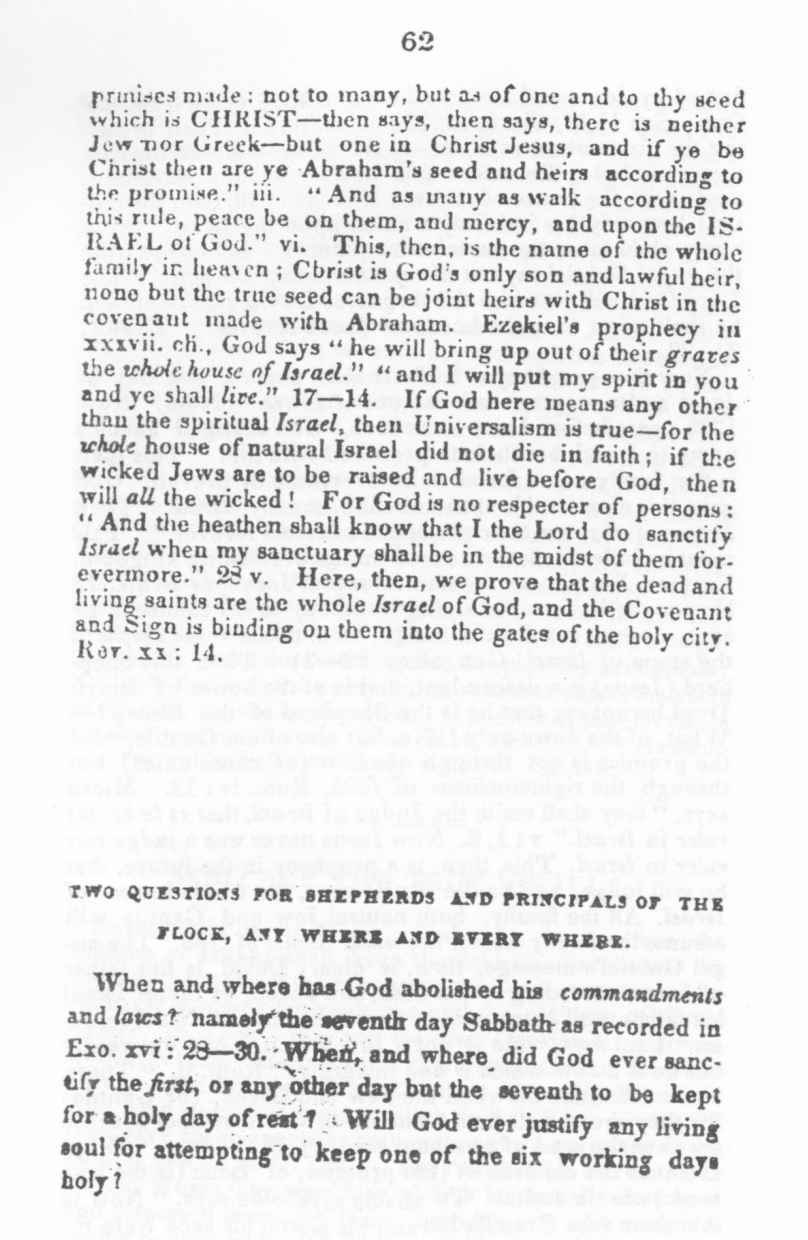 62
promises made : not to many, but as of one and to thy seed
which is CHRIST—then says, then says, there is neither
Jew nor Greek—but one in Christ Jesus, and if ye be
Christ then are ye Abraham's seed and heirs according to
the promise." iii. "And as many as walk according to
this rule, peace be on them, and mercy, and upon the IS-
RAEL of God." vi. This, then, is the name of the whole
family in heaven ; Christ is God's only son and lawful heir,
none but the true seed can be joint heirs with Christ in the
covenant made with Abraham. Ezekiel's prophecy in
xxxvii. ch., God says "he will bring up out of their graves
the whole house of Israel." "and I will put my spirit in you
and ye shall live." 17—14. If God here means any other
than the spiritual Israel, then Universalism is true—for the
whole house of natural Israel did not die in faith ; if the
wicked Jews are to be raised and live before God, then
will all the wicked ! For God is no respecter of persons :
"And the heathen shall know that I the Lord do sanctify
Israel when my sanctuary shall be in the midst of them for-
evermore." 28 v. Here, then, we prove that the dead and
living saints are the whole Israel of God, and the Covenant
and Sign is binding on them into the gates of the holy city.
Rev. xx : 14.
TWO QUESTIONS FOR SHEPHERDS AND PRINCIPALS OF THE
FLOCK, ANY WHERE AND EVERY WHERE.
When and where has God abolished his commandments
and laws? namely the seventh day Sabbath as recorded in
Exo. xvi : 28—30. When, and where did God ever sanc-
tify the first, or any other day but the seventh to be kept
for a holy day of rest ? Will God ever justify any living
soul for attempting to keep one of the six working days
holy ?